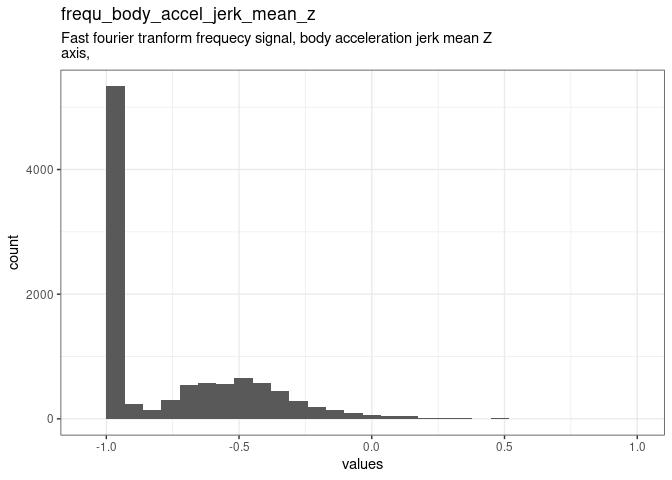 frequ_body_accel_jerk_mean_z
Fast fourier tranform frequecy signal, body acceleration jerk mean Z
axis,
count
4000
2000
0
-1.0
-0.5
0.0
0.5
1.0
values